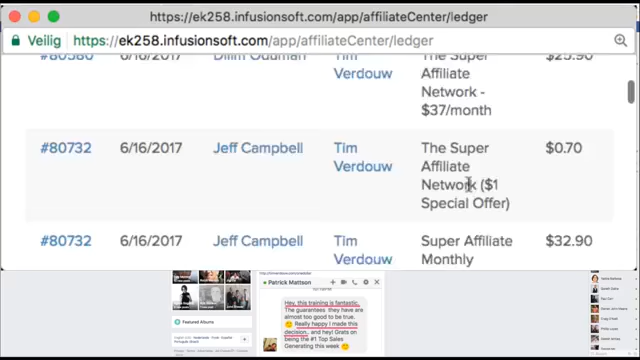 https://ek258.infusionsoft.com/app/affiliateCenter/ledger
Veilig https://ek258.infusionsoft.com/app/affiliateCenter/ledger
#80580 6/16/2017 Tim The Super $25.90
Verdouw Affiliate
Network -
$37/month
#80732 6/16/2017 Jeff Campbell Tim The Super $0.70
Verdouw Affiliate
Network ($1
Special Offer)
#80732 6/16/2017 Jeff Campbell Tim Super Affiliate $32.90
Verdouw Monthly
Patrick Mattson
Hey, this training is fantastic.
The guarantees they have are
almost too good to be true.
Really happy I made this
decision, and hey! Grats on
being the #1 Top Sales
Generating this week
Featured Albums